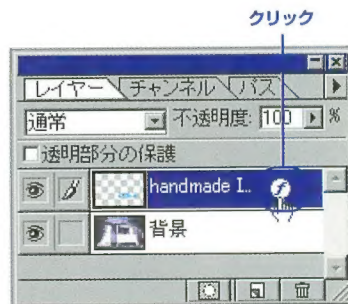 クリック
レイヤー チャンネル パス
通常 不透明度: 100 %
透明部分の保護
handmade I..
背景